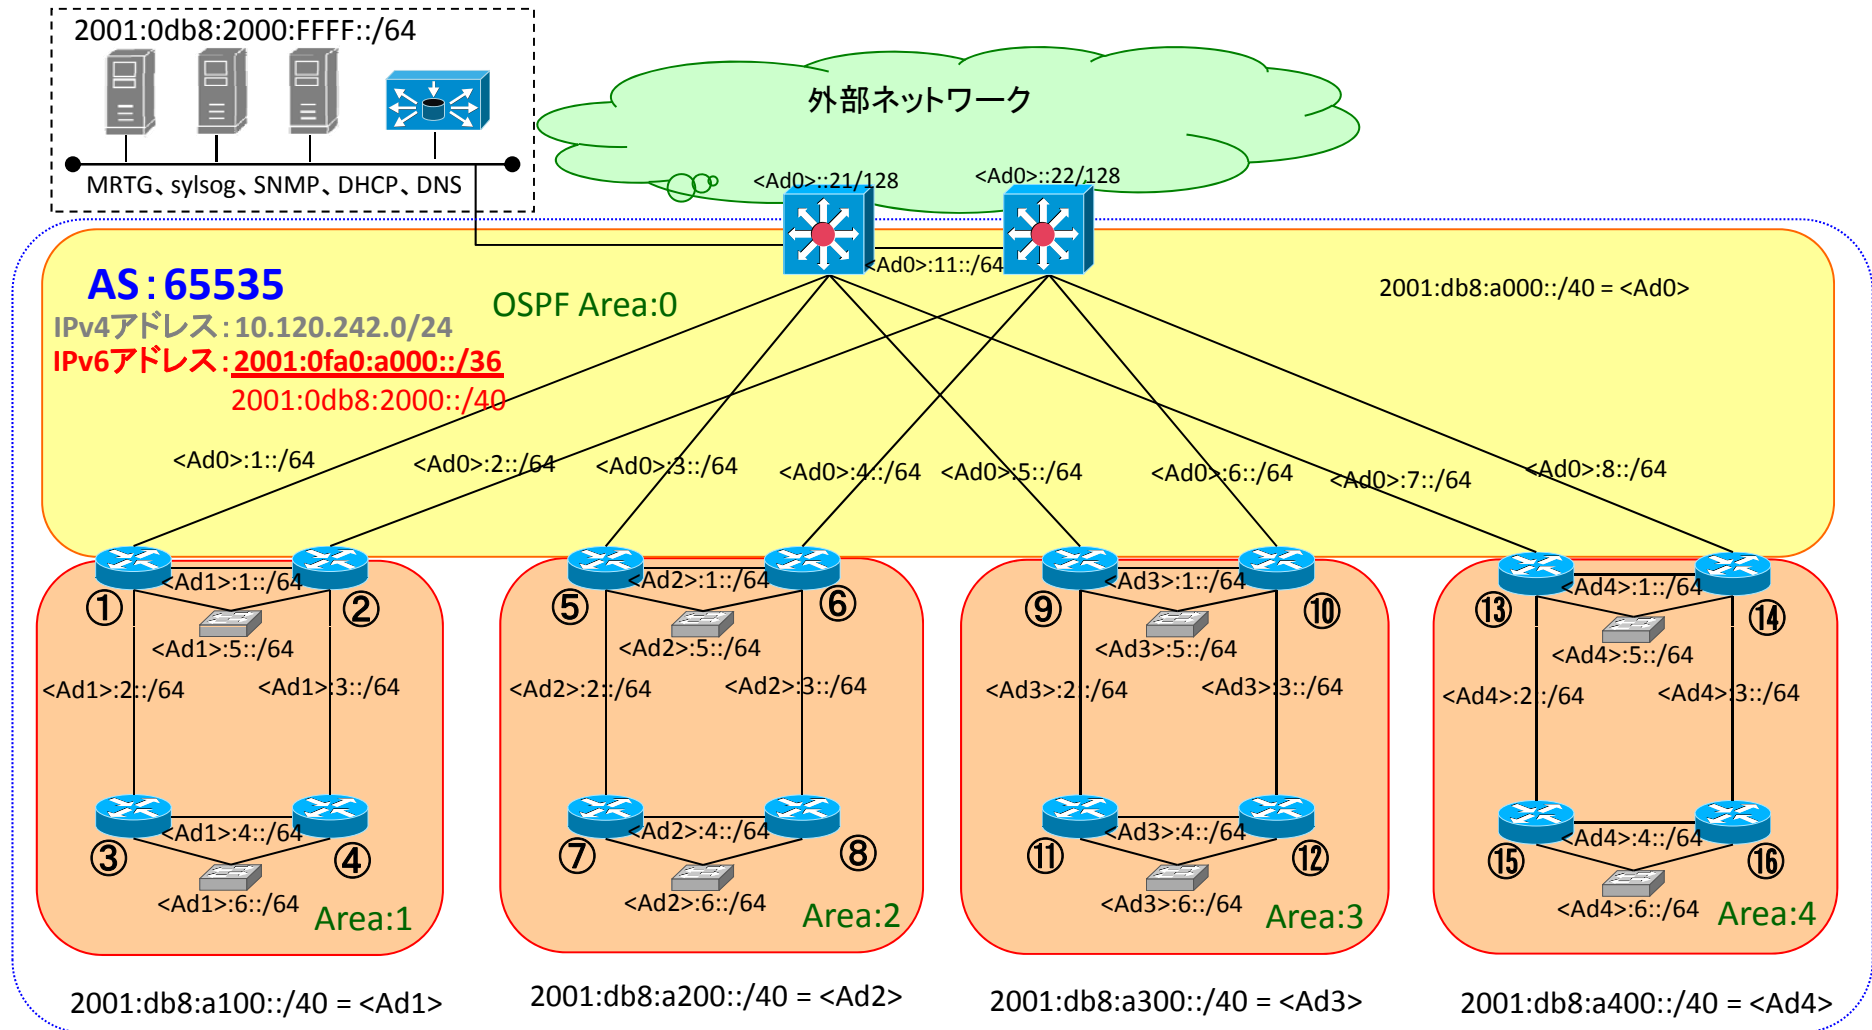 2001:0db8:2000:FFFF::/64
MRTG、sylsog、SNMP、DHCP、DNS
外部ネットワーク
<Ad0>::21/128
<Ad0>::22/128
<Ad0>:11::/64
AS：65535
IPv4アドレス：10.120.242.0/24
IPv6アドレス：2001:0fa0:a000::/36
2001:0db8:2000::/40
OSPF Area:0
2001:db8:a000::/40 = <Ad0>
<Ad0>:1::/64
<Ad0>:2::/64
<Ad0>:3::/64
<Ad0>:4::/64
<Ad0>:5::/64
<Ad0>:6::/64
<Ad0>:7::/64
<Ad0>:8::/64
<Ad1>:1::/64
①
②
<Ad1>:5::/64
<Ad1>:2::/64
<Ad1>:3::/64
<Ad1>:4::/64
③
④
<Ad1>:6::/64
Area:1
<Ad2>:1::/64
⑤
⑥
<Ad2>:5::/64
<Ad2>:2::/64
<Ad2>:3::/64
<Ad2>:4::/64
⑦
⑧
<Ad2>:6::/64
Area:2
<Ad3>:1::/64
⑨
⑩
<Ad3>:5::/64
<Ad3>:2::/64
<Ad3>:3::/64
<Ad3>:4::/64
⑪
⑫
<Ad3>:6::/64
Area:3
<Ad4>:1::/64
⑬
⑭
<Ad4>:5::/64
<Ad4>:2::/64
<Ad4>:3::/64
<Ad4>:4::/64
⑮
⑯
<Ad4>:6::/64
Area:4
2001:db8:a100::/40 = <Ad1>
2001:db8:a200::/40 = <Ad2>
2001:db8:a300::/40 = <Ad3>
2001:db8:a400::/40 = <Ad4>